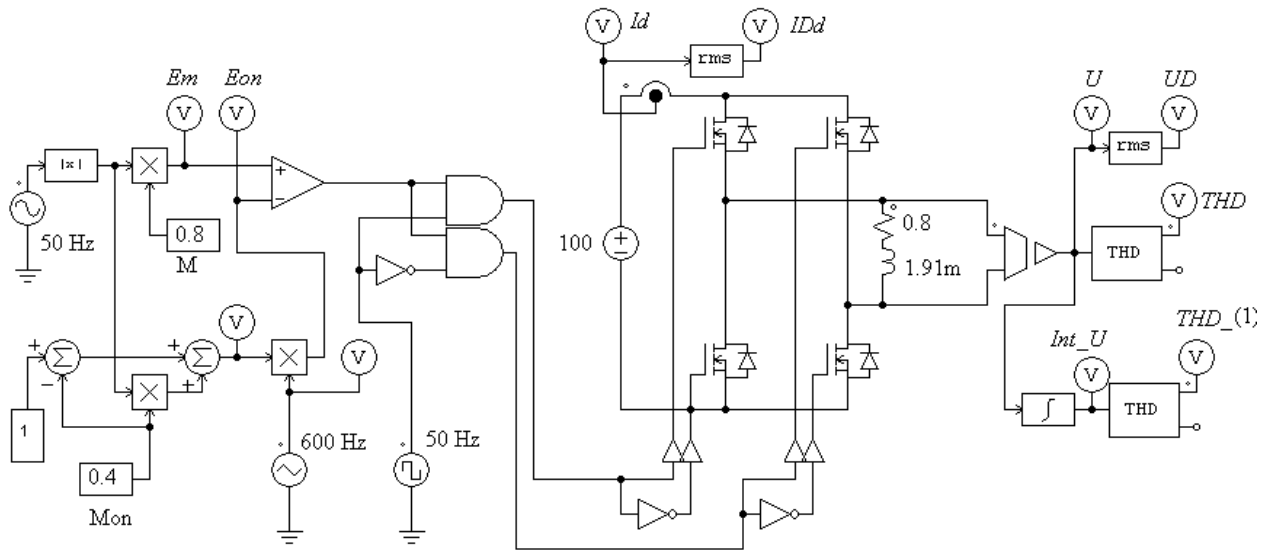 Id
IDd
V
V
rms
Em
Eon
U
UD
V
V
V
V
|x|
rms
+
−
THD
V
0.8
M
50 Hz
0.8
1.91m
100
±
THD
THD_(1)
V
Int_U
V
V
V
+
Σ
−
+
Σ
+
∫
THD
1
0.4
Mon
600 Hz
50 Hz